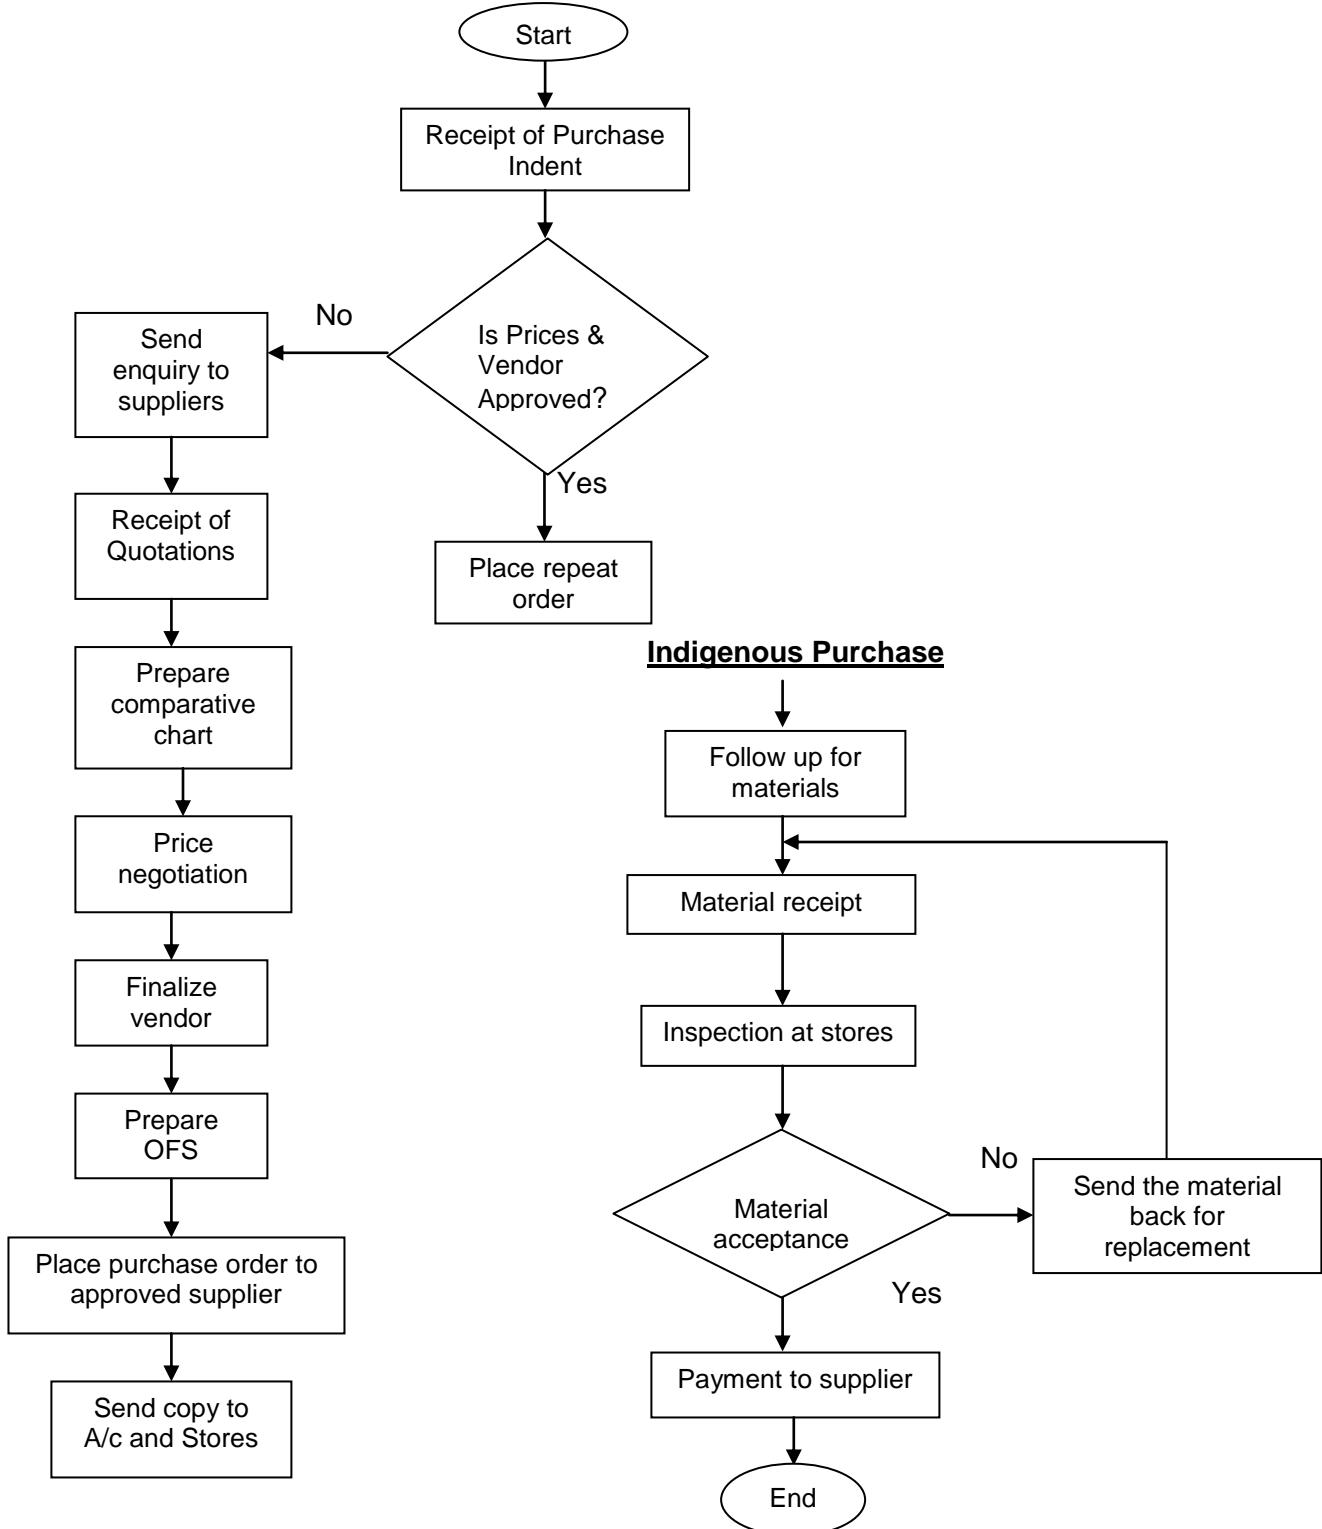 Start
Receipt of Purchase
Indent
Is Prices &
Vendor
Approved?
No
Yes
Send
enquiry to
suppliers
Receipt of
Quotations
Prepare
comparative
chart
Price
negotiation
Finalize
vendor
Prepare
OFS
Place purchase order to
approved supplier
Send copy to
A/c and Stores
Place repeat
order
Indigenous Purchase
Follow up for
materials
Material receipt
Inspection at stores
Material
acceptance
No
Send the material
back for
replacement
Yes
Payment to supplier
End